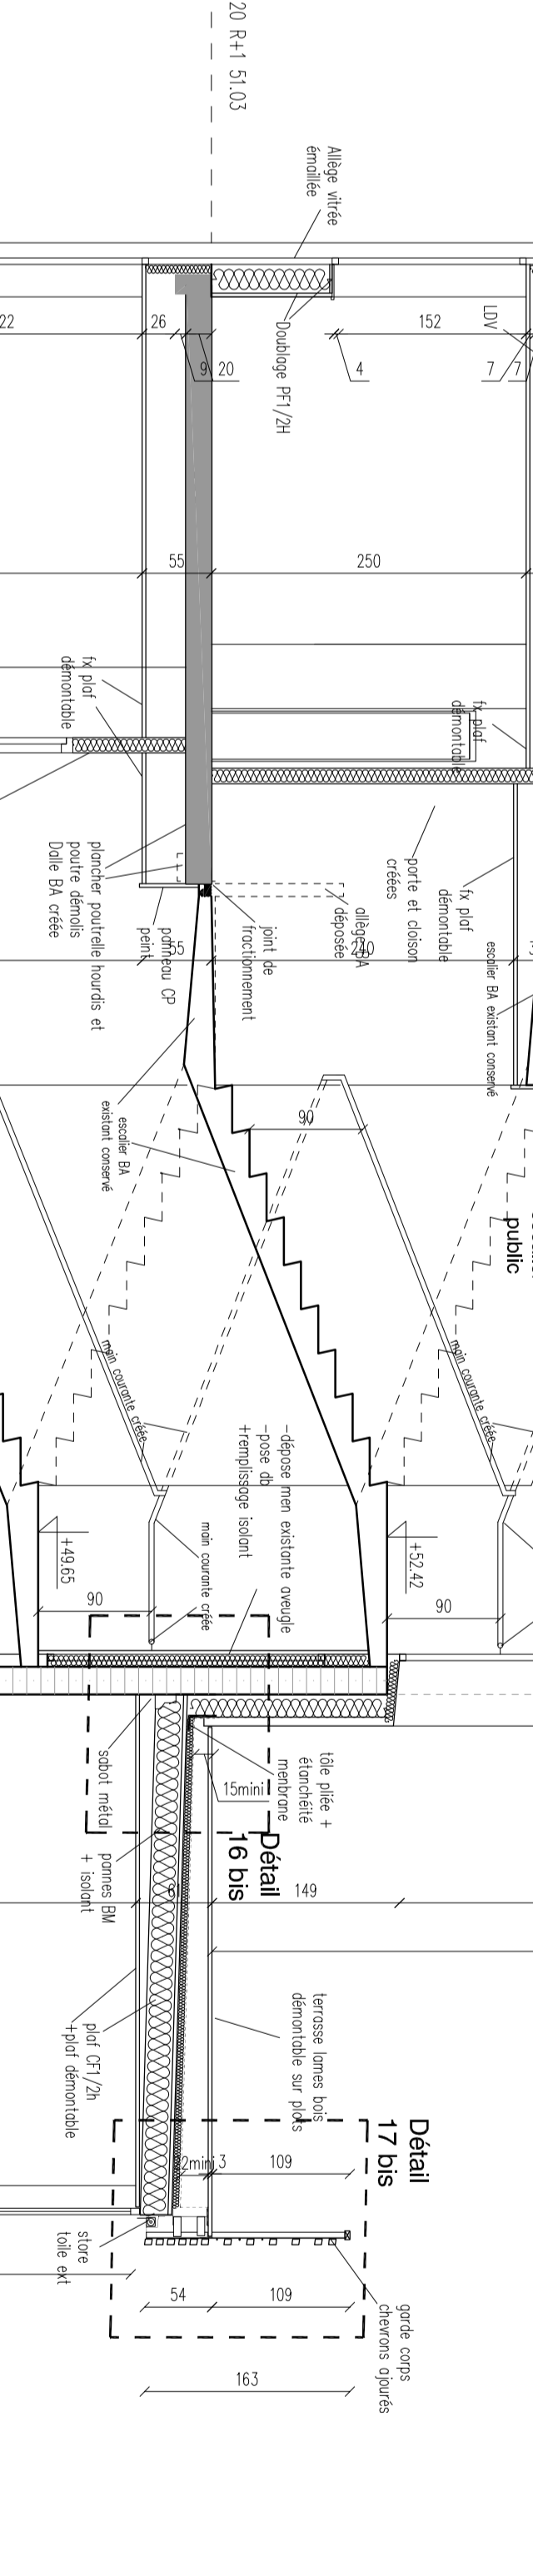 20 R+1 51.03
Allège vitrée
émaillée
Doublage PF1/2H
LDV
22
26
9
20
4
152
7
7
55
250
fx plaf
démontable
fx plaf
démontable
plancher poutrelle hourdis et
poutre démolis
Dalle BA créée
panneau CP
peint
55
joint de
fractionnement
allège BA
déposée
porte et cloison
créées
fx plaf
démontable
escalier BA existant conservé
escalier BA
existant conservé
90
public
main courante créée
main courante créée
-dépose men existante aveugle
-pose db
+remplissage isolant
main courante créée
+49.65
90
+52.42
90
sabot métal
pannes BM
+ isolant
15mini
tôle pliée +
étanchéité
menbrane
Détail
16 bis
61
149
plaf CF1/2h
+plaf démontable
terrasse lames bois
démontable sur plots
Détail
17 bis
3
109
store
toile ext
54
109
garde corps
chevrons ajourés
163